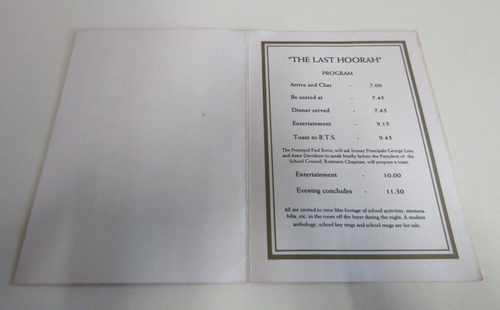 "THE LAST HOORAH"
PROGRAM
Arrive and Chat - 7.00
Be seated at - 7.45
Dinner served - 7.45
Entertainment - 9.15
Toast to B.T.S. - 9.45
The Principal Paul Kerin, will ask former Principals George Lees
and Anne Davidson to speak briefly before the President of the
School Council, Rosmarie Chapman, will propose a toast.
Entertainment - 10.00
Evening concludes - 11.30
All are invited to view film footage of school activities, memora-
bilia, etc. in the room off the foyer during the night. A student
anthology, school key rings and school mugs are for sale.